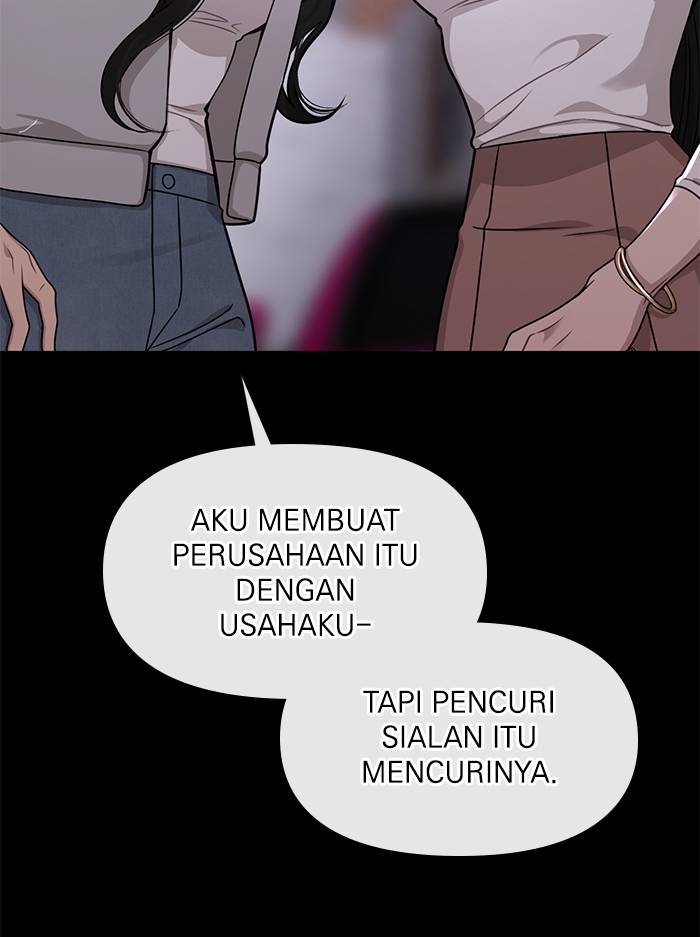 AKU MEMBUAT
PERUSAHAAN ITU
DENGAN
USAHAKU-
TAPI PENCURI
SIALAN ITU
MENCURINYA.